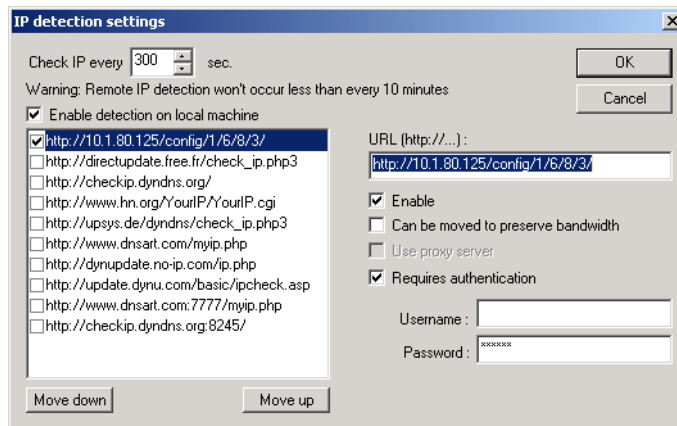 IP detection settings
Check IP every 300 sec.
OK
Warning: Remote IP detection won't occur less than every 10 minutes
Cancel
Enable detection on local machine
http://10.1.80.125/config/1/6/8/3/
http://directupdate.free.fr/check_ip.php3
http://checkip.dyndns.org/
http://www.hn.org/YourIP/YourIP.cgi
http://upsys.de/dyndns/check_ip.php3
http://www.dnsart.com/myip.php
http://dynupdate.no-ip.com/ip.php
http://update.dynu.com/basic/ipcheck.asp
http://www.dnsart.com:7777/myip.php
http://checkip.dyndns.org:8245/
URL (http://...) :
http://10.1.80.125/config/1/6/8/3/
Enable
Can be moved to preserve bandwidth
Use proxy server
Requires authentication
Username :
Password : ******
Move down
Move up